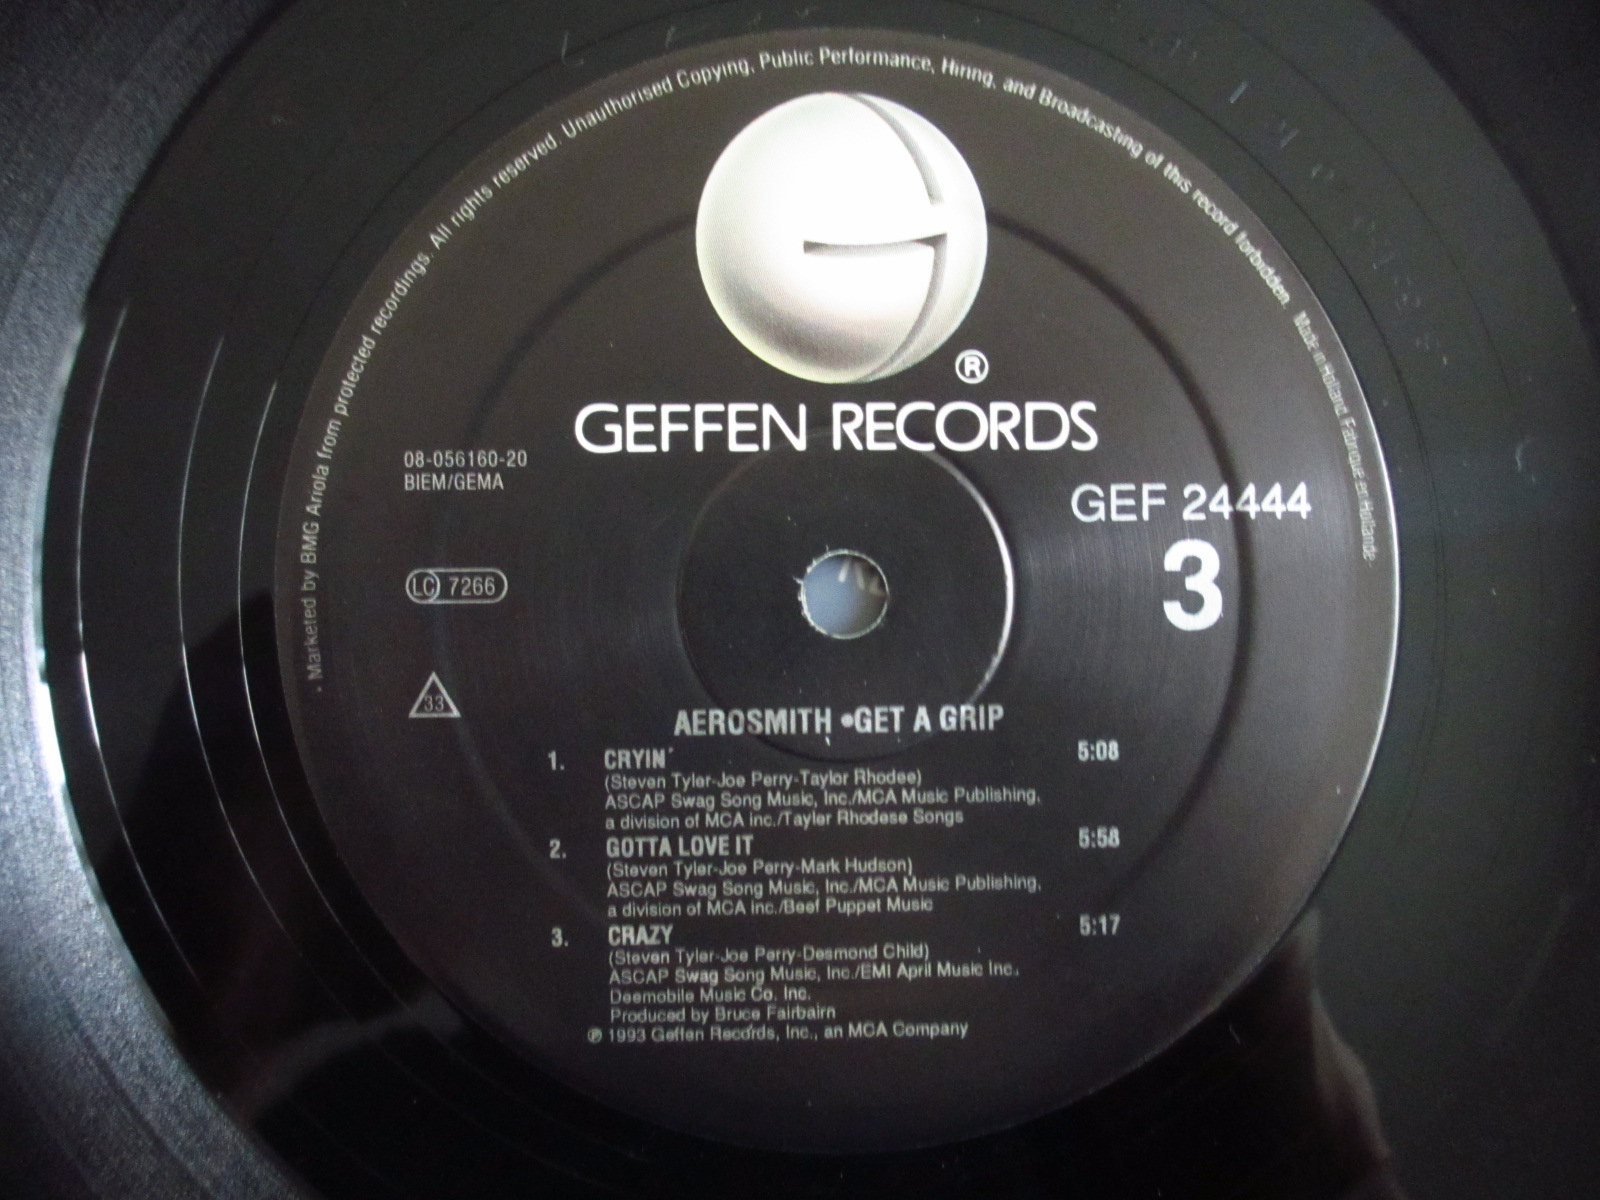 · Marketed by BMG Ariola from protected recordings. All rights reserved. Unauthorised Copying, Public Performance, Hiring, and Broadcasting of this record forbidden. Made in Holland Fabriqué en Hollande·
®
GEFFEN RECORDS
08-056160-20
BIEM/GEMA
GEF 24444
3
LC 7266
33
AEROSMITH •GET A GRIP
1. CRYIN' 5:08
(Steven Tyler-Joe Perry-Taylor Rhodee)
ASCAP Swag Song Music, Inc./MCA Music Publishing,
a division of MCA inc./Tayler Rhodese Songs
2. GOTTA LOVE IT 5:58
(Steven Tyler-Joe Perry-Mark Hudson)
ASCAP Swag Song Music, Inc./MCA Music Publishing,
a division of MCA inc./Beef Puppet Music
3. CRAZY 5:17
(Steven Tyler-Joe Perry-Desmond Child)
ASCAP Swag Song Music, Inc./EMI April Music Inc.
Deemobile Music Co. Inc.
Produced by Bruce Fairbairn
℗ 1993 Geffen Records, Inc., an MCA Company